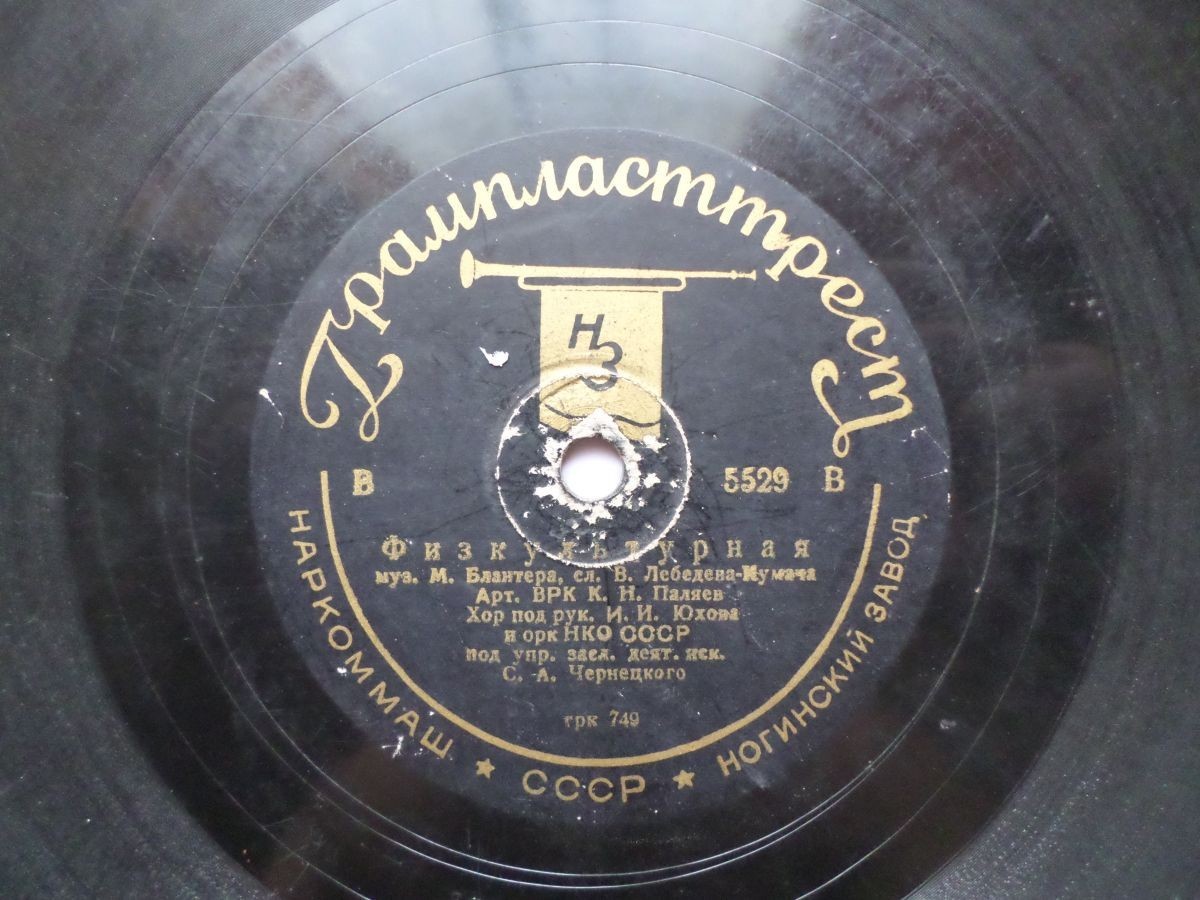 Грампласттрест
НЗ
В 5529 В
Физкультурная
муз. М. Блантера, сл. В. Лебедева-Кумача
Арт. ВРК К. Н. Паляев
Хор под рук. И. И. Юхова
и орк НКО СССР
под упр. засл. деят. иск.
С. А. Чернецкого
грк 749
НАРКОММАШ ★ СССР ★ НОГИНСКИЙ ЗАВОД